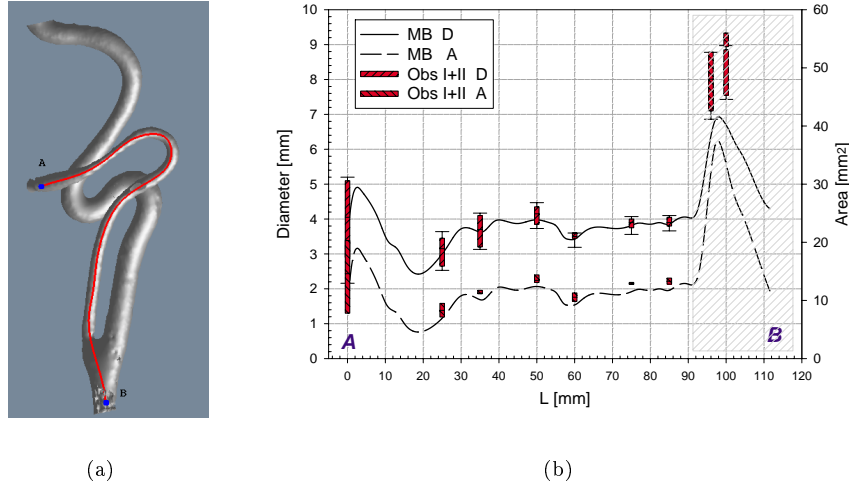 A
B
MB D
MB A
Obs I+II D
Obs I+II A
10
9
8
7
6
5
4
3
2
1
0
Diameter [mm]
60
50
40
30
20
10
0
Area [mm2]
A
B
0 10 20 30 40 50 60 70 80 90 100 110 120
L [mm]
(a)
(b)